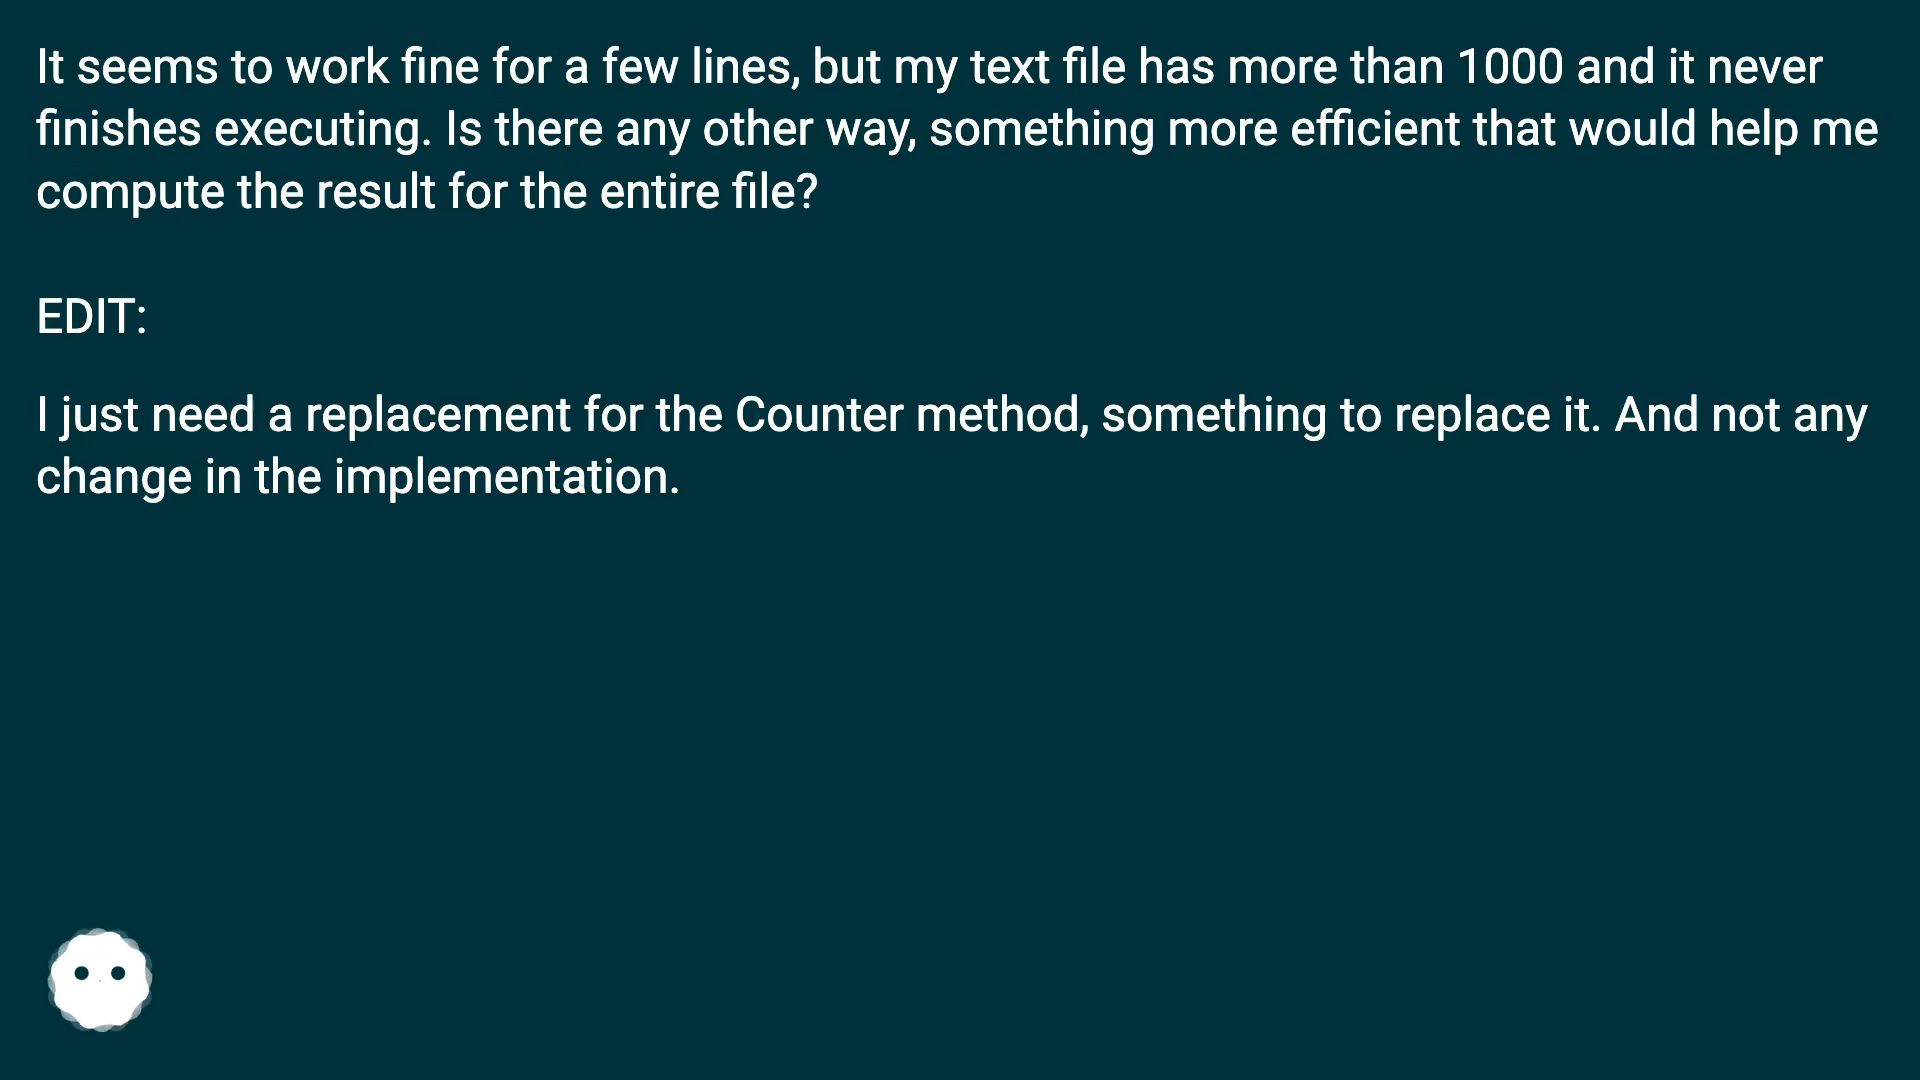 It seems to work fine for a few lines, but my text file has more than 1000 and it never
finishes executing. Is there any other way, something more efficient that would help me
compute the result for the entire file?
EDIT:
I just need a replacement for the Counter method, something to replace it. And not any
change in the implementation.